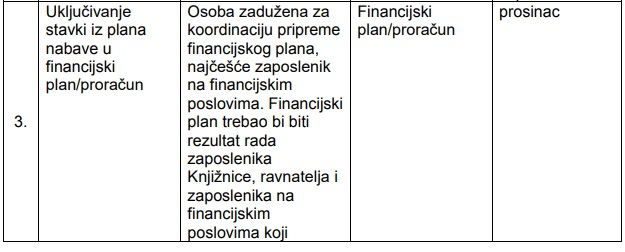 3.
Uključivanje
stavki iz plana
nabave u
financijski
plan/proračun
Osoba zadužena za
koordinaciju pripreme
financijskog plana,
najčešće zaposlenik
na financijskim
poslovima. Financijski
plan trebao bi biti
rezultat rada
zaposlenika
Knjižnice, ravnatelja i
zaposlenika na
financijskim
poslovima koji
Financijski
plan/proračun
prosinac